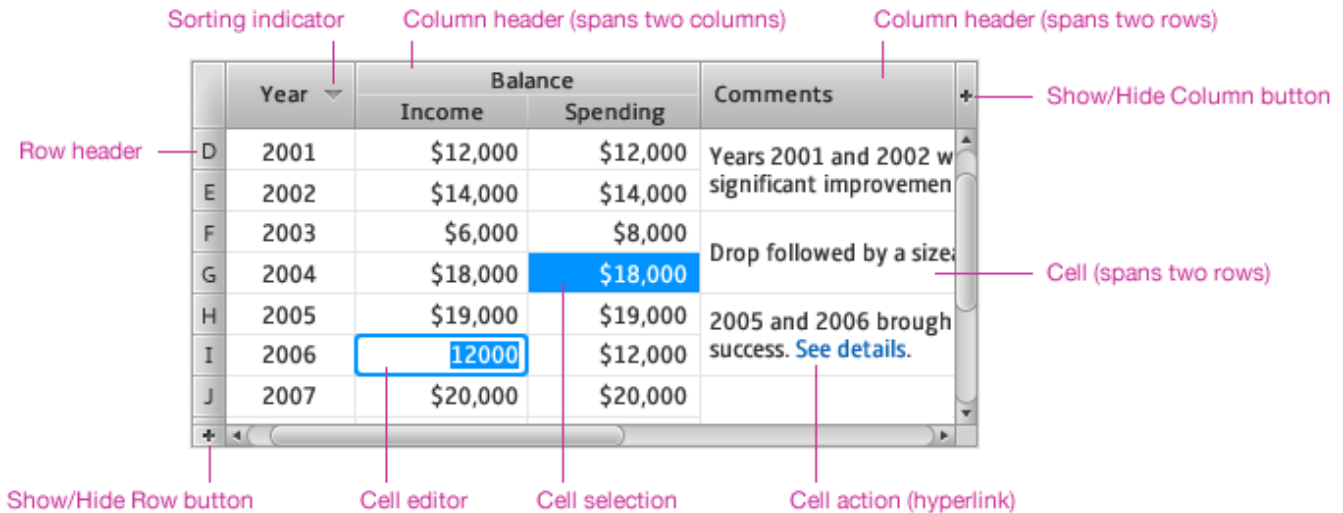 Sorting indicator
Column header (spans two columns)
Column header (spans two rows)
Year
Balance
Comments
Show/Hide Column button
Income
Spending
Row header
D 2001 $12,000 $12,000 Years 2001 and 2002 w
E 2002 $14,000 $14,000 significant improvemen
F 2003 $6,000 $8,000
Drop followed by a size
G 2004 $18,000 $18,000
Cell (spans two rows)
H 2005 $19,000 $19,000 2005 and 2006 brough
I 2006 12000 $12,000 success. See details.
J 2007 $20,000 $20,000
Show/Hide Row button
Cell editor
Cell selection
Cell action (hyperlink)